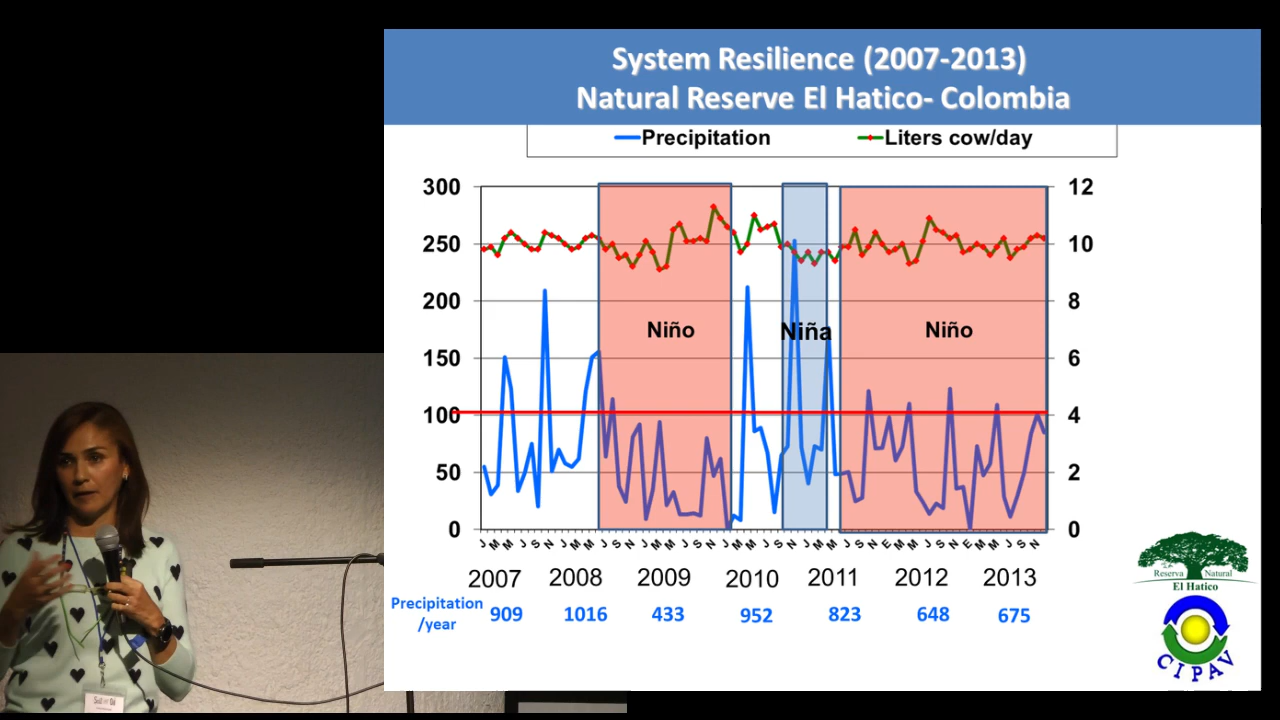 System Resilience (2007-2013)
Natural Reserve El Hatico- Colombia
Precipitation
Liters cow/day
300
250
200
150
100
50
0
12
10
8
6
4
2
0
Niño
Niña
Niño
J M M J S N J M M J S N J M M J S N J M M J S N M M J S N E M M J S N E M M J S N
2007 2008 2009 2010 2011 2012 2013
Precipitation
/year
909 1016 433 952 823 648 675
Reserva Natural
El Hatico
CIPAV